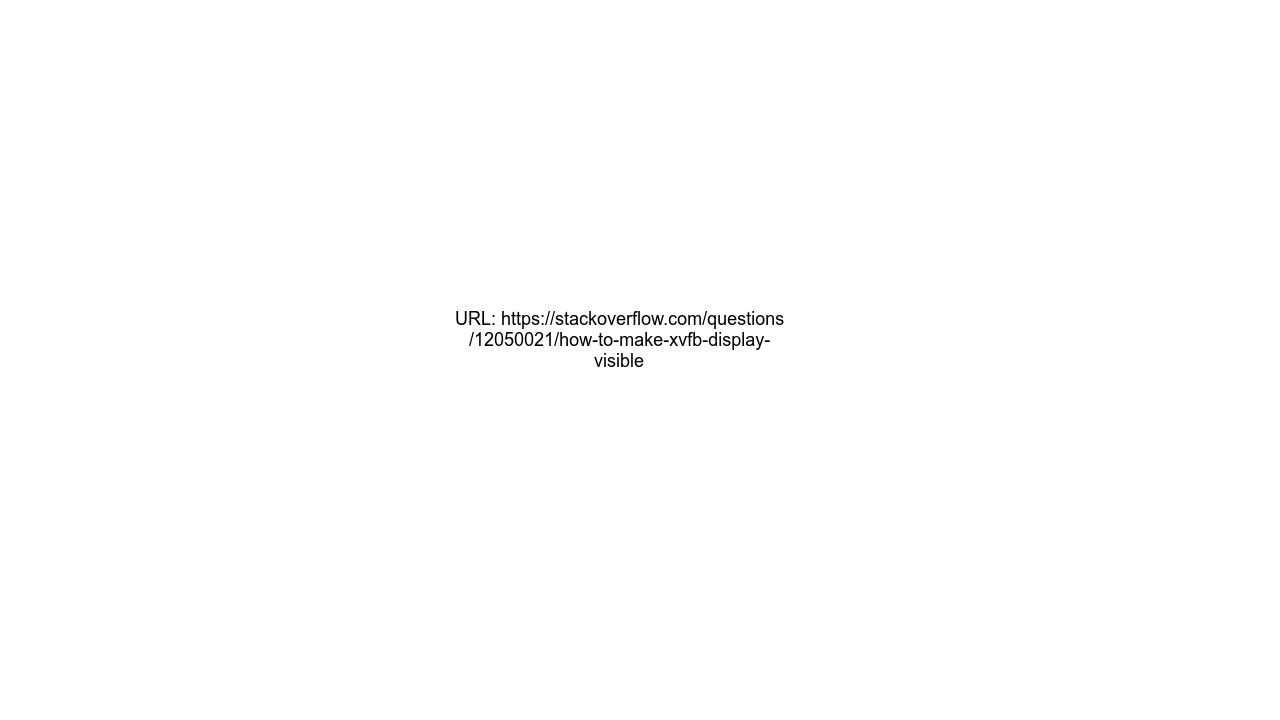 URL: https://stackoverflow.com/questions
/12050021/how-to-make-xvfb-display-
visible